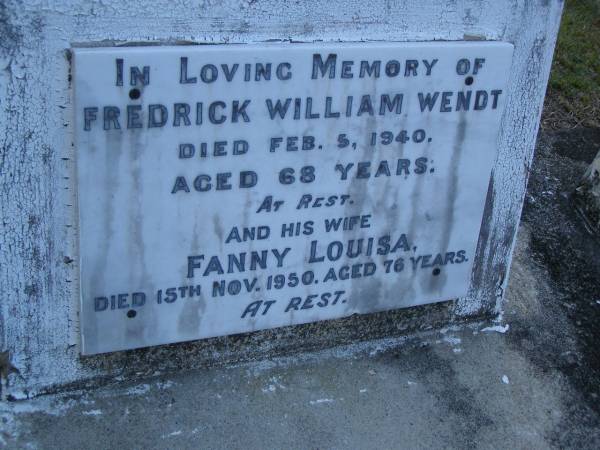 In Loving Memory of
FREDRICK WILLIAM WENDT
DIED FEB. 5, 1940.
AGED 68 YEARS.
At Rest.
AND HIS WIFE
FANNY LOUISA,
DIED 15TH NOV. 1950. AGED 76 YEARS.
AT REST.